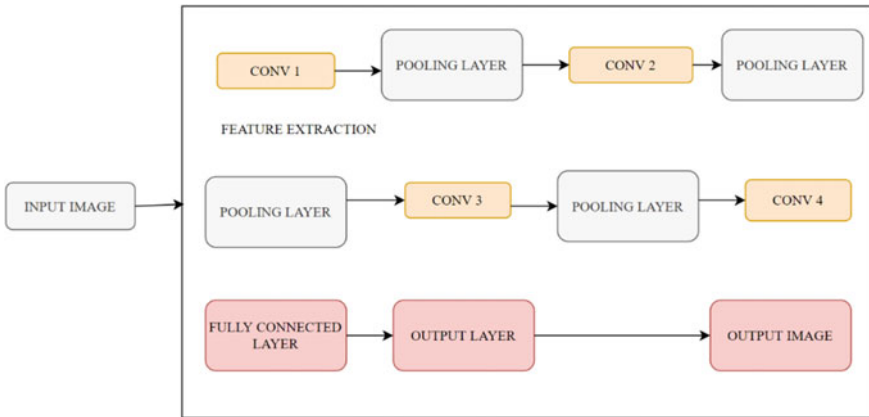 CONV 1
POOLING LAYER
CONV 2
POOLING LAYER
FEATURE EXTRACTION
INPUT IMAGE
POOLING LAYER
CONV 3
POOLING LAYER
CONV 4
FULLY CONNECTED
LAYER
OUTPUT LAYER
OUTPUT IMAGE